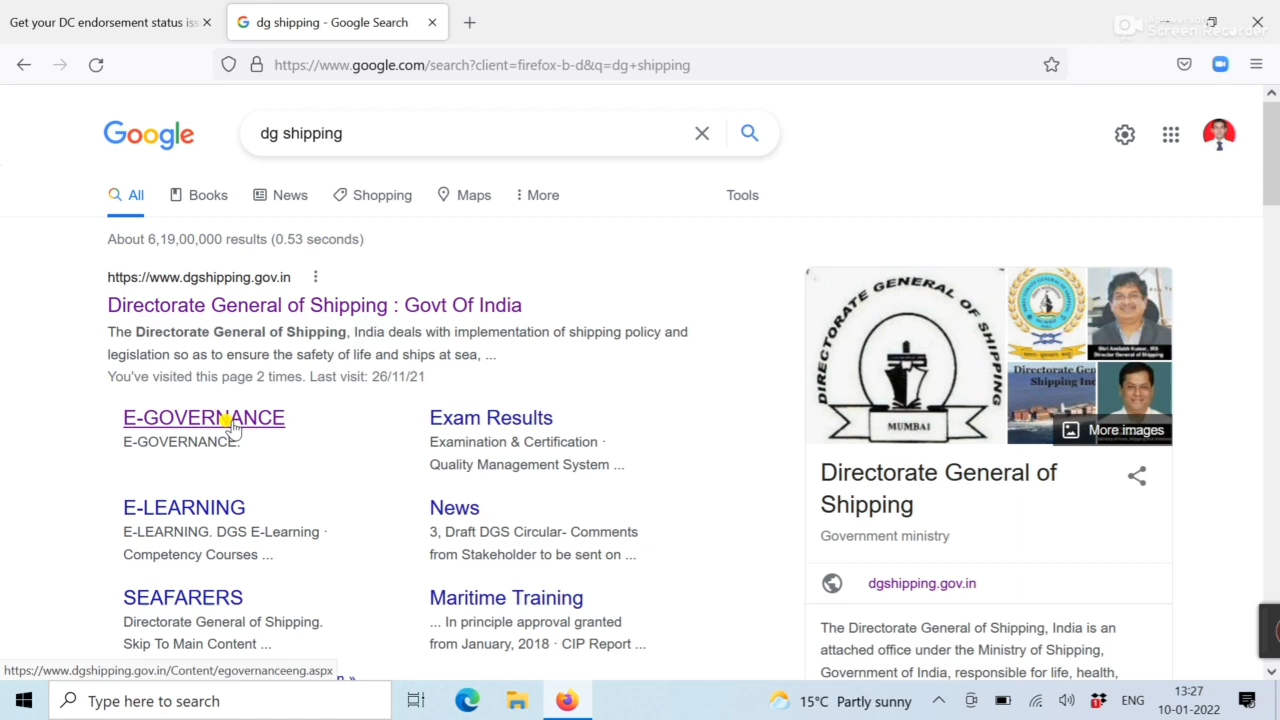 Get your DC endorsement status iss
dg shipping - Google Search
Screen Recorder
https://www.google.com/search?client=firefox-b-d&q=dg+shipping
Google
dg shipping
All
Books
News
Shopping
Maps
More
Tools
About 6,19,00,000 results (0.53 seconds)
https://www.dgshipping.gov.in
Directorate General of Shipping : Govt Of India
The Directorate General of Shipping, India deals with implementation of shipping policy and
legislation so as to ensure the safety of life and ships at sea, ...
You've visited this page 2 times. Last visit: 26/11/21
E-GOVERNANCE
E-GOVERNANCE.
Exam Results
Examination & Certification ·
Quality Management System ...
E-LEARNING
E-LEARNING. DGS E-Learning ·
Competency Courses ...
News
3, Draft DGS Circular- Comments
from Stakeholder to be sent on ...
SEAFARERS
Directorate General of Shipping.
Skip To Main Content ...
Maritime Training
... In principle approval granted
from January, 2018 · CIP Report ...
DIRECTORATE GENERAL OF SHIPPING
MUMBAI
Director General of Shipping
Directorate Gen
Shipping Ind
More images
Directorate General of
Shipping
Government ministry
dgshipping.gov.in
The Directorate General of Shipping, India is an
attached office under the Ministry of Shipping,
Government of India, responsible for life, health,
https://www.dgshipping.gov.in/Content/egovernanceeng.aspx
Type here to search
15°C Partly sunny
ENG
13:27
10-01-2022